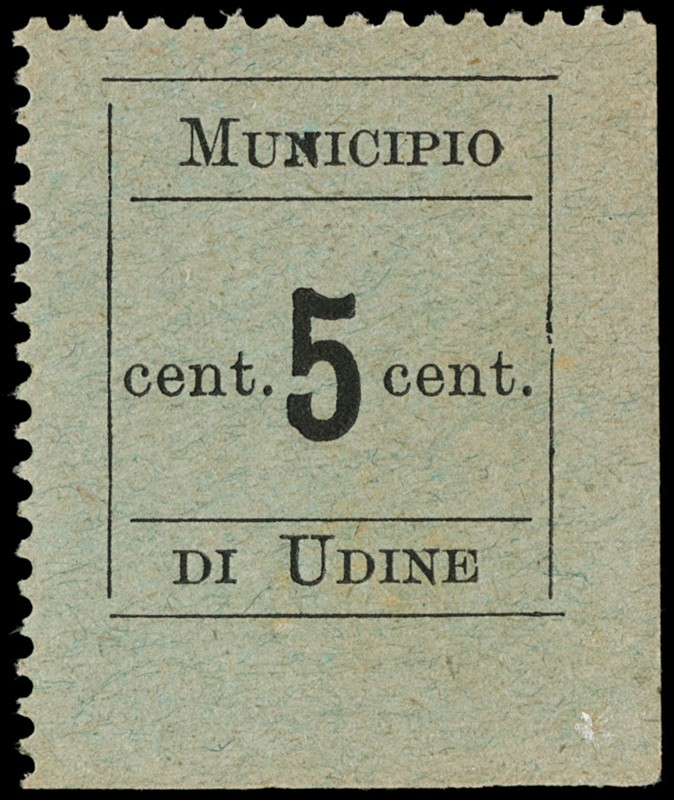 Municipio
cent. 5 cent.
di Udine